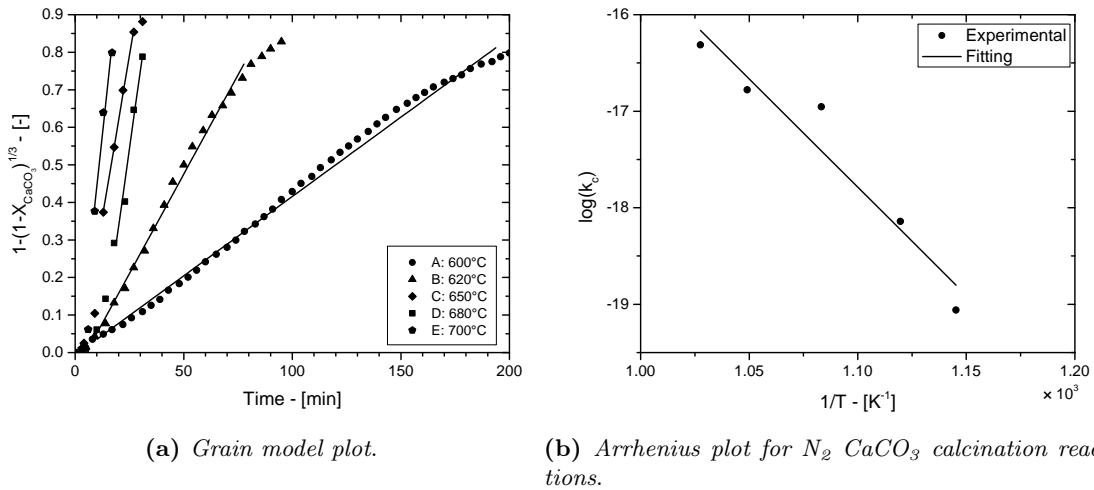 0.9
0.8
0.7
0.6
0.5
0.4
0.3
0.2
0.1
0.0
1-(1-X_CaCO₃)^1/3 - [-]
A: 600°C
B: 620°C
C: 650°C
D: 680°C
E: 700°C
0 50 100 150 200
Time - [min]
(a) Grain model plot.
-16
-17
-18
-19
log(k_c)
Experimental
Fitting
1.00 1.05 1.10 1.15 1.20
× 10³
1/T - [K⁻¹]
(b) Arrhenius plot for N₂ CaCO₃ calcination reac
tions.